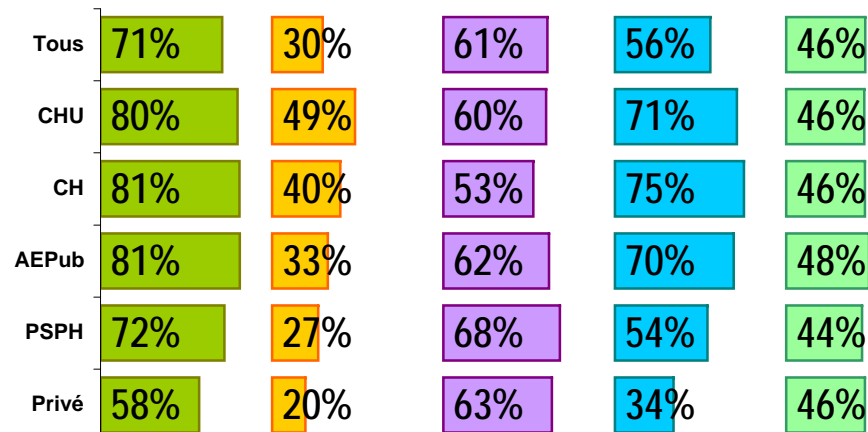 Tous 71% 30% 61% 56% 46%
CHU 80% 49% 60% 71% 46%
CH 81% 40% 53% 75% 46%
AEPub 81% 33% 62% 70% 48%
PSPH 72% 27% 68% 54% 44%
Privé 58% 20% 63% 34% 46%